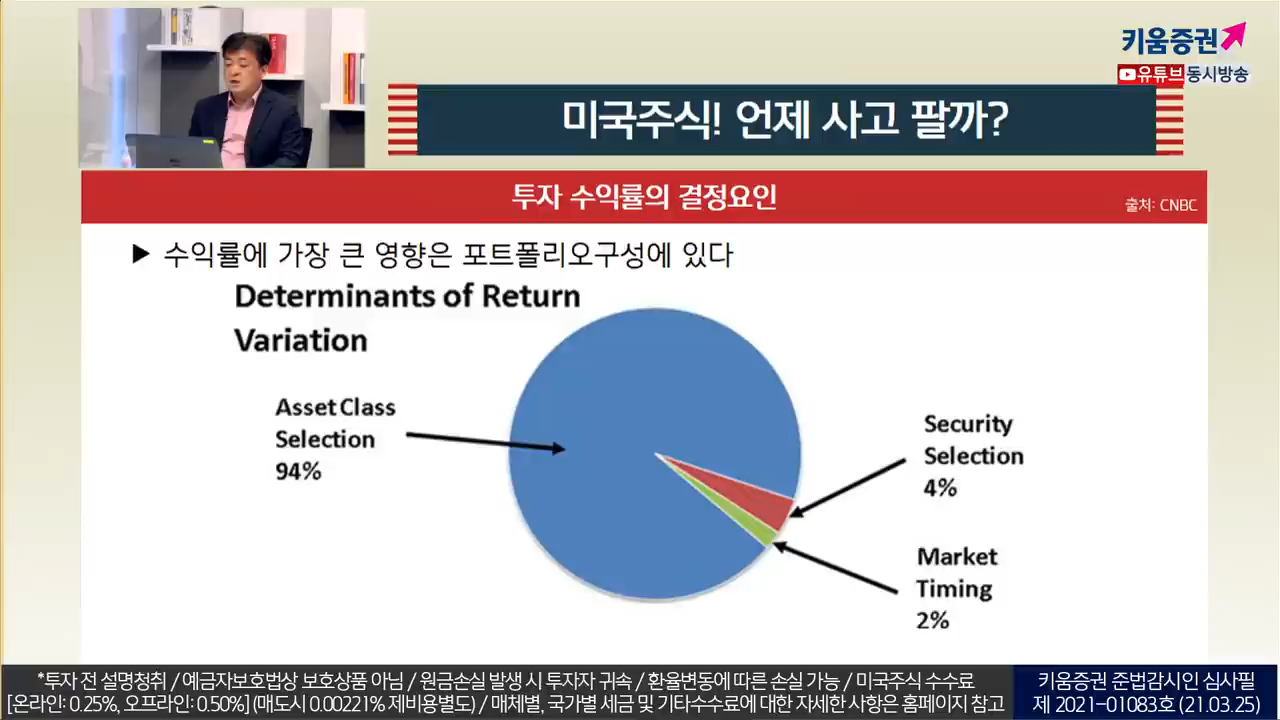 키움증권
유튜브동시방송
미국주식! 언제 사고 팔까?
투자 수익률의 결정요인
출처: CNBC
▶ 수익률에 가장 큰 영향은 포트폴리오구성에 있다
Determinants of Return
Variation
Asset Class
Selection
94%
Security
Selection
4%
Market
Timing
2%
*투자 전 설명청취 / 예금자보호법상 보호상품 아님 / 원금손실 발생 시 투자자 귀속 / 환율변동에 따른 손실 가능 / 미국주식 수수료
[온라인: 0.25%, 오프라인: 0.50%] (매도시 0.00221% 제비용별도) / 매체별, 국가별 세금 및 기타수수료에 대한 자세한 사항은 홈페이지 참고
키움증권 준법감시인 심사필
제 2021-01083호 (21.03.25)